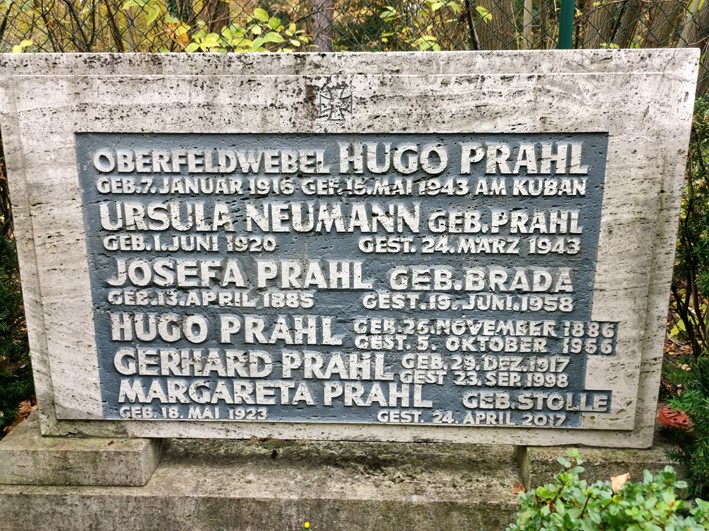 OBERFELDWEBEL HUGO PRAHL
GEB. 7. JANUAR 1916 GEF. 15. MAI 1943 AM KUBAN
URSULA NEUMANN GEB. PRAHL
GEB. 1. JUNI 1920 GEST. 24. MÄRZ 1943
JOSEFA PRAHL GEB. BRADA
GEB. 13. APRIL 1885 GEST. 19. JUNI. 1958
HUGO PRAHL GEB. 26. NOVEMBER 1886
GEST. 5. OKTOBER 1966
GERHARD PRAHL GEB. 29. DEZ. 1917
GEST 23. SEP. 1998
MARGARETA PRAHL GEB. STOLLE
GEB. 18. MAI 1923 GEST. 24. APRIL 2017